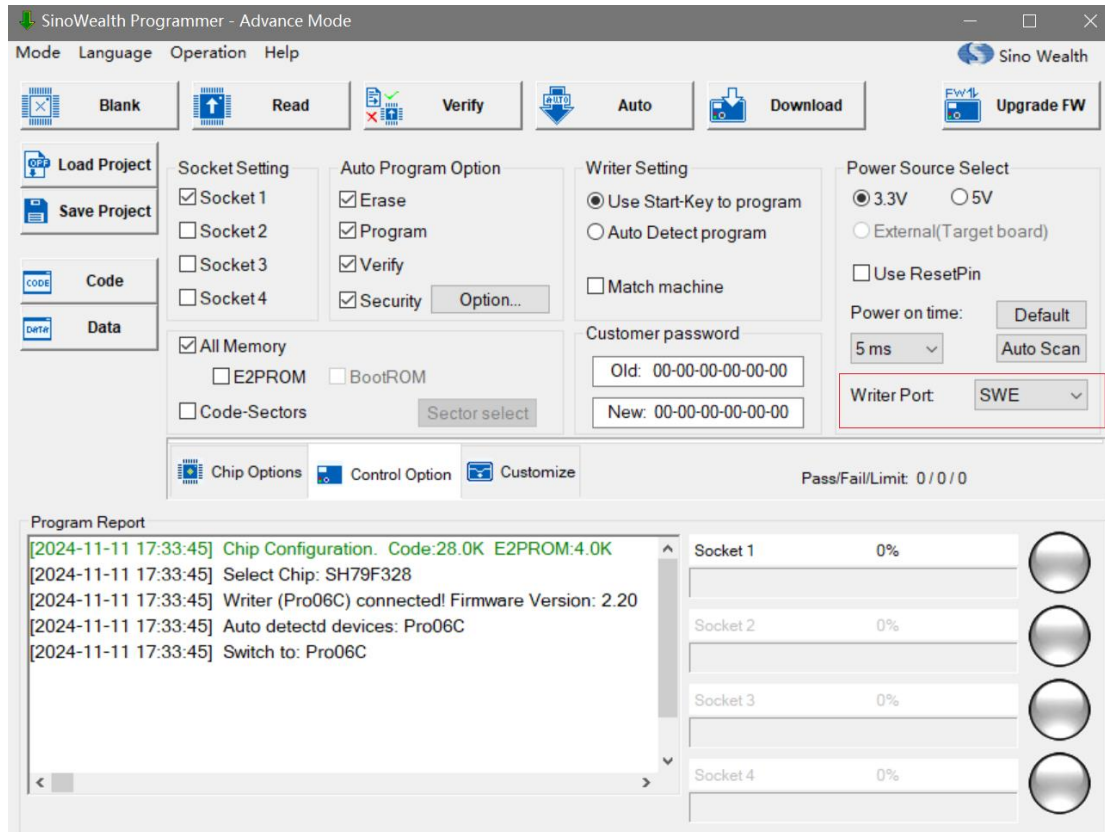 SinoWealth Programmer - Advance Mode
Mode Language Operation Help
Sino Wealth
Blank
Read
Verify
AUTO
Auto
Download
FW
Upgrade FW
OPP
Load Project
Save Project
CODE
Code
DATA
Data
Socket Setting
Socket 1
Socket 2
Socket 3
Socket 4
Auto Program Option
Erase
Program
Verify
Security
Option...
All Memory
E2PROM
BootROM
Code-Sectors
Sector select
Writer Setting
Use Start-Key to program
Auto Detect program
Match machine
Customer password
Old: 00-00-00-00-00-00
New: 00-00-00-00-00-00
Power Source Select
3.3V 5V
External(Target board)
Use ResetPin
Power on time:
Default
5 ms
Auto Scan
Writer Port:
SWE
Chip Options
Control Option
Customize
Pass/Fail/Limit: 0 / 0 / 0
Program Report
[2024-11-11 17:33:45] Chip Configuration. Code:28.0K E2PROM:4.0K
[2024-11-11 17:33:45] Select Chip: SH79F328
[2024-11-11 17:33:45] Writer (Pro06C) connected! Firmware Version: 2.20
[2024-11-11 17:33:45] Auto detectd devices: Pro06C
[2024-11-11 17:33:45] Switch to: Pro06C
Socket 1 0%
Socket 2 0%
Socket 3 0%
Socket 4 0%